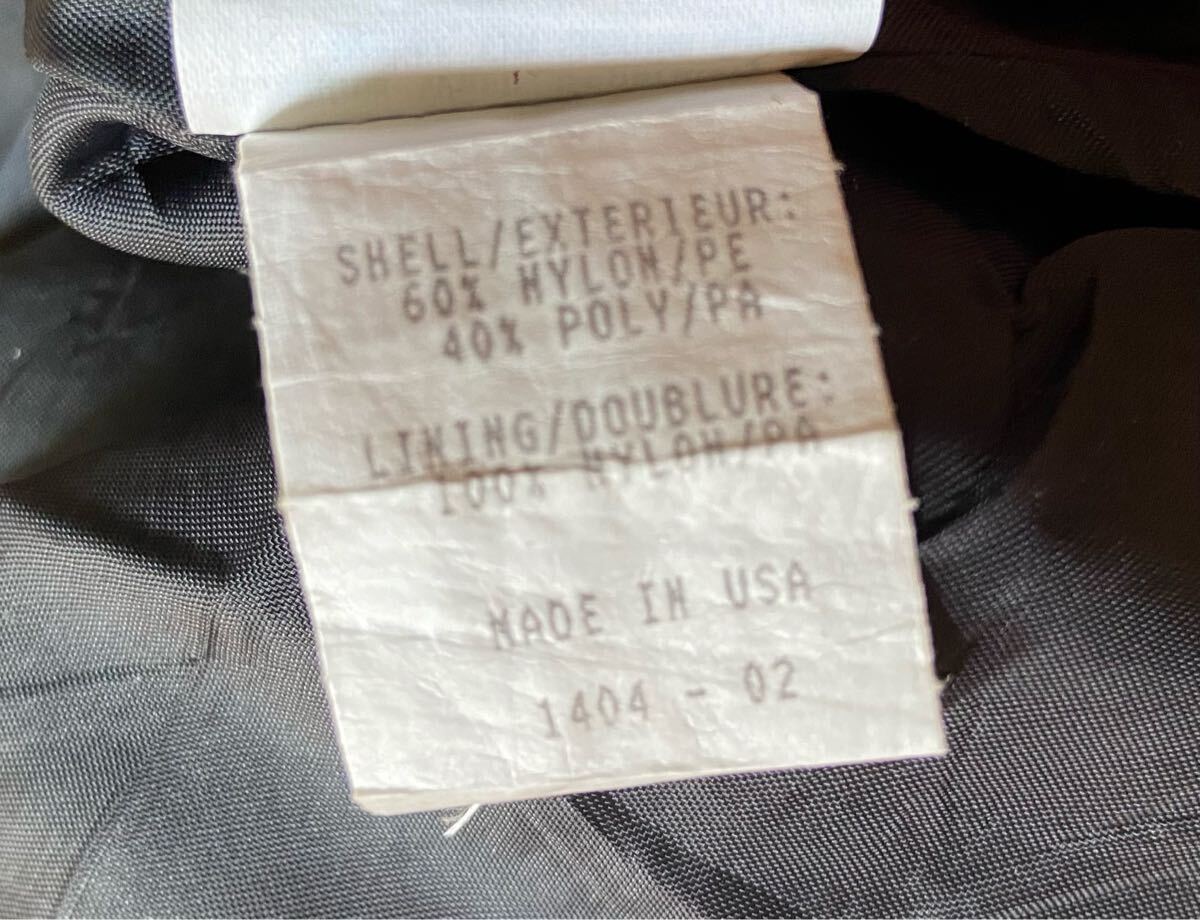 SHELL/EXTERIEUR:
60% NYLON/PE
40% POLY/PA
LINING/DOUBLURE:
100% NYLON/PA
MADE IN USA
1404 - 02